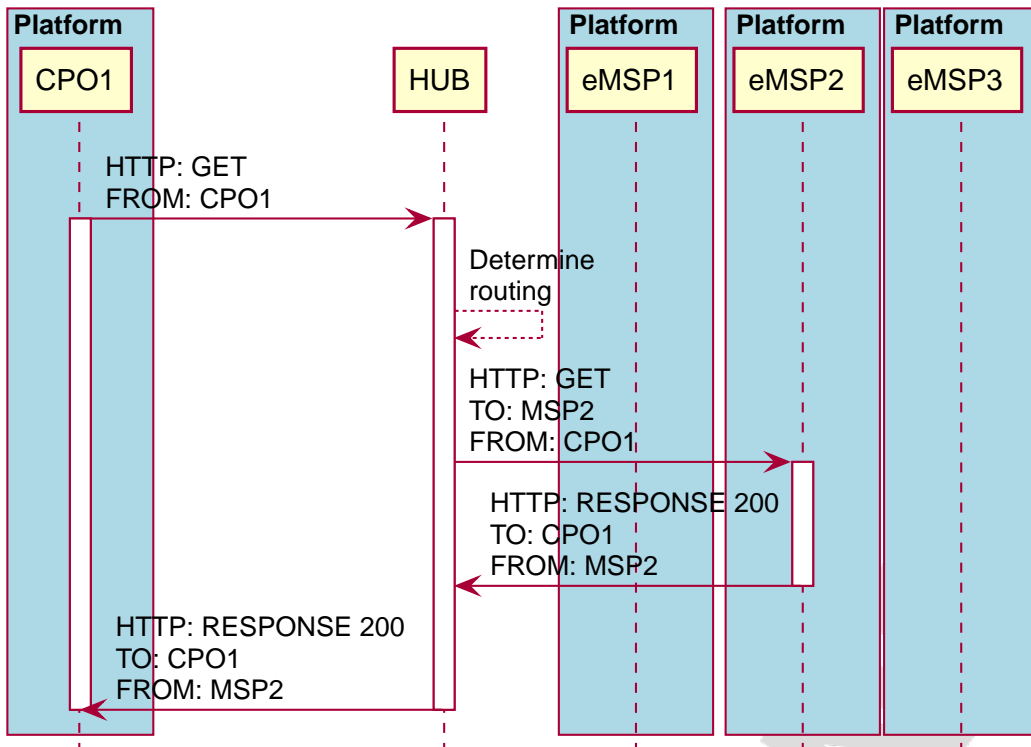 Platform
Platform
Platform
Platform
CPO1
HUB
eMSP1
eMSP2
eMSP3
HTTP: GET
FROM: CPO1
Determine
routing
HTTP: GET
TO: MSP2
FROM: CPO1
HTTP: RESPONSE 200
TO: CPO1
FROM: MSP2
HTTP: RESPONSE 200
TO: CPO1
FROM: MSP2